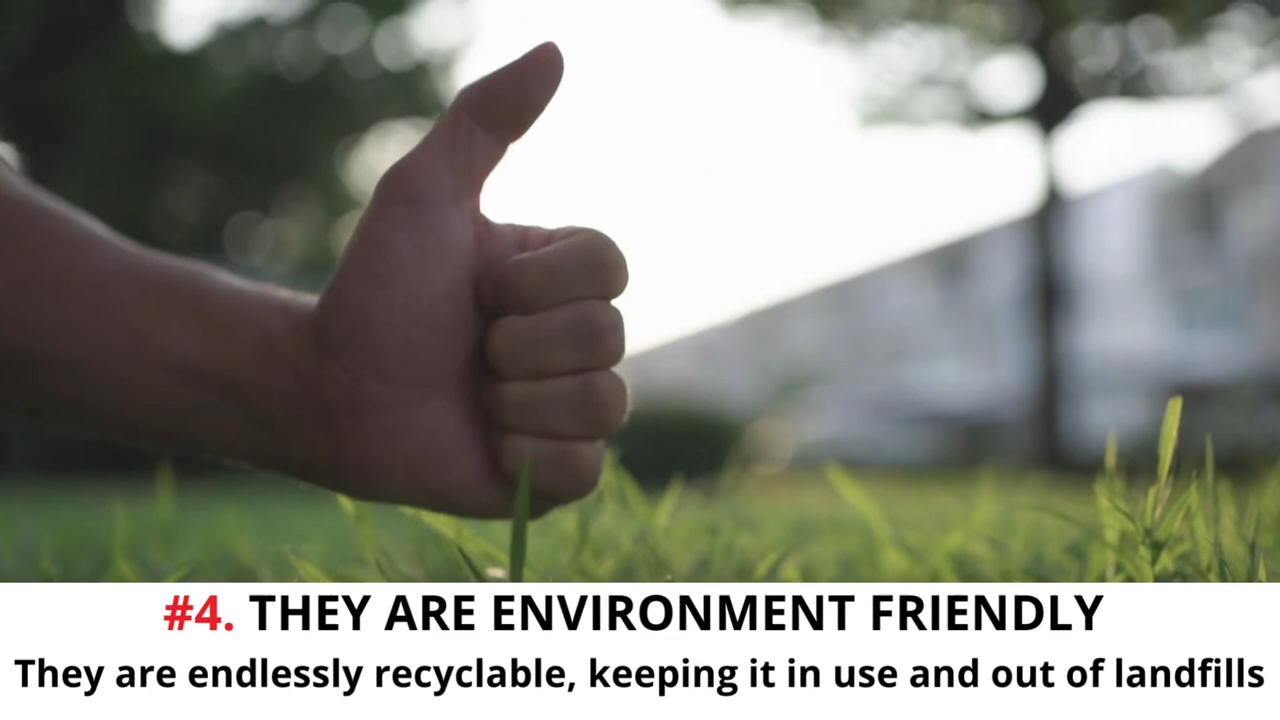 #4. THEY ARE ENVIRONMENT FRIENDLY
They are endlessly recyclable, keeping it in use and out of landfills